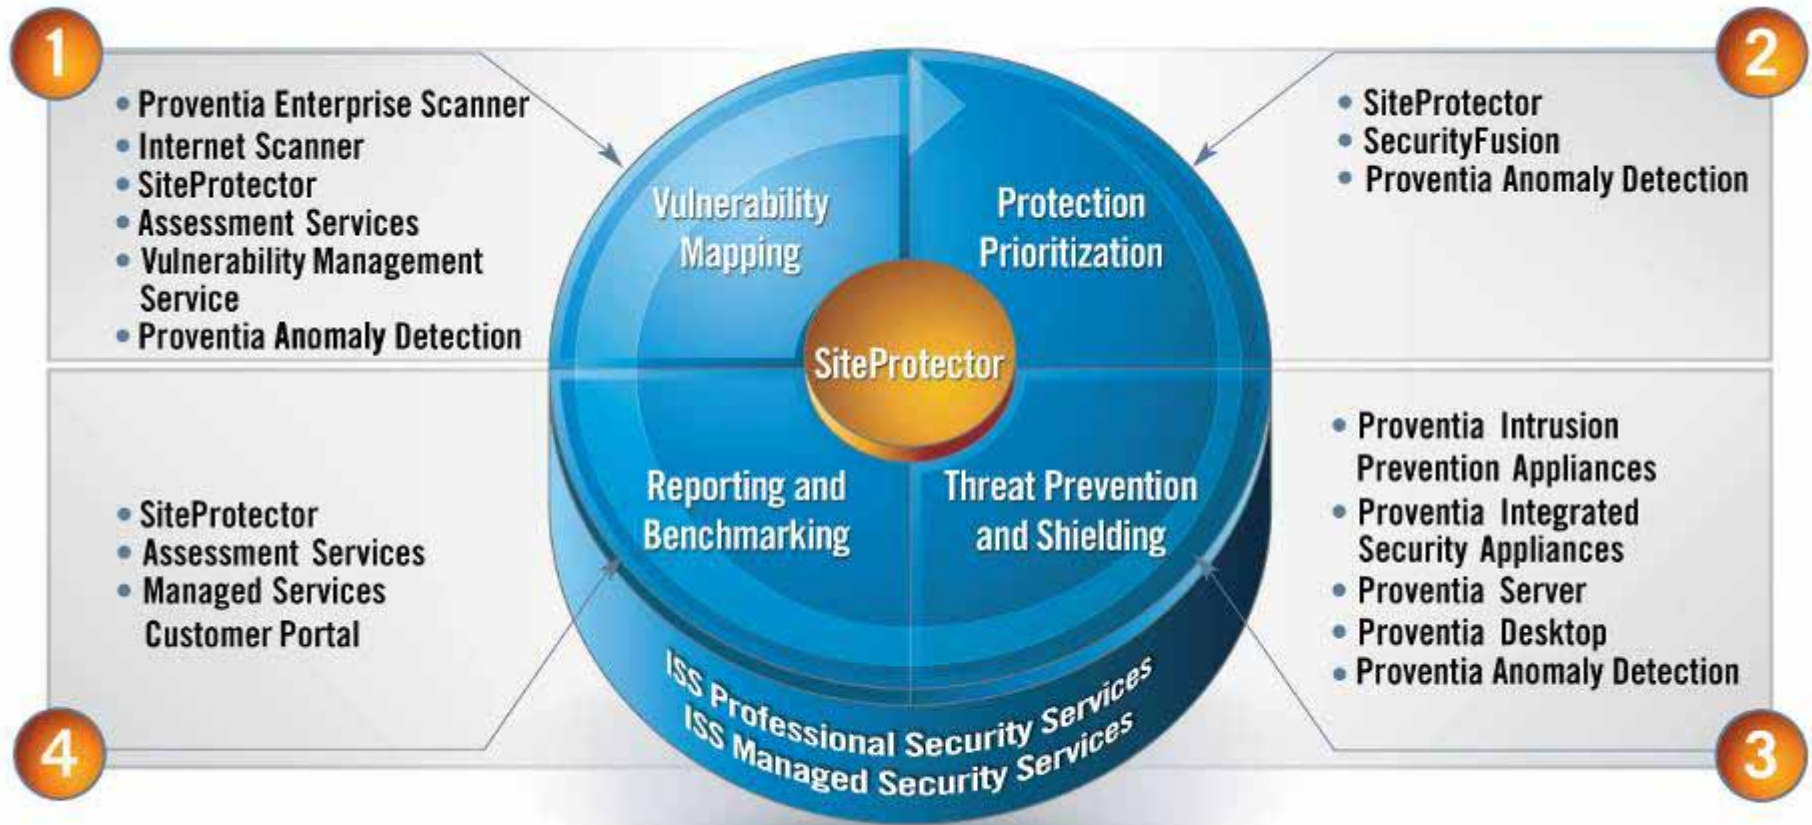 1
• Proventia Enterprise Scanner
• Internet Scanner
• SiteProtector
• Assessment Services
• Vulnerability Management
Service
• Proventia Anomaly Detection
2
• SiteProtector
• SecurityFusion
• Proventia Anomaly Detection
Vulnerability
Mapping
Protection
Prioritization
SiteProtector
Reporting and
Benchmarking
Threat Prevention
and Shielding
ISS Professional Security Services
ISS Managed Security Services
• Proventia Intrusion
Prevention Appliances
• Proventia Integrated
Security Appliances
• Proventia Server
• Proventia Desktop
• Proventia Anomaly Detection
3
• SiteProtector
• Assessment Services
• Managed Services
Customer Portal
4